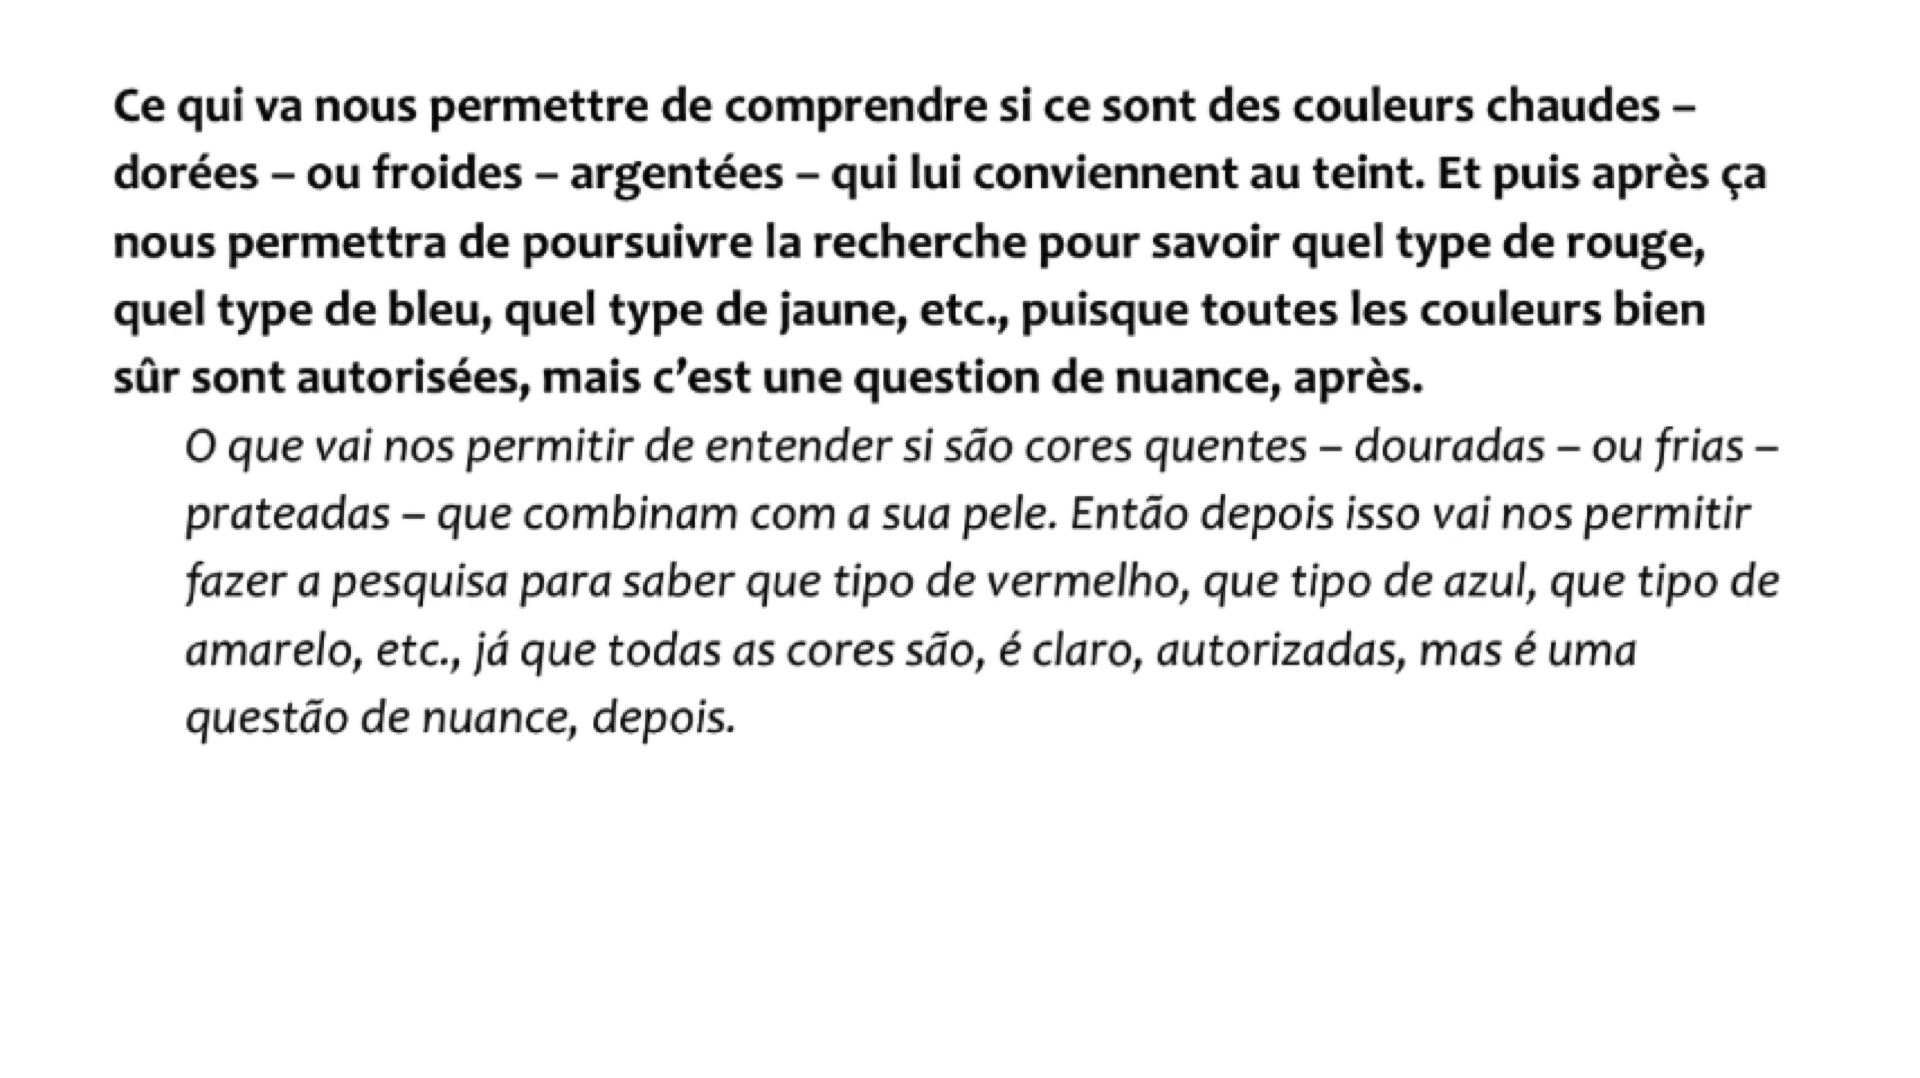 Ce qui va nous permettre de comprendre si ce sont des couleurs chaudes –
dorées – ou froides – argentées – qui lui conviennent au teint. Et puis après ça
nous permettra de poursuivre la recherche pour savoir quel type de rouge,
quel type de bleu, quel type de jaune, etc., puisque toutes les couleurs bien
sûr sont autorisées, mais c’est une question de nuance, après.
O que vai nos permitir de entender si são cores quentes – douradas – ou frias –
prateadas – que combinam com a sua pele. Então depois isso vai nos permitir
fazer a pesquisa para saber que tipo de vermelho, que tipo de azul, que tipo de
amarelo, etc., já que todas as cores são, é claro, autorizadas, mas é uma
questão de nuance, depois.